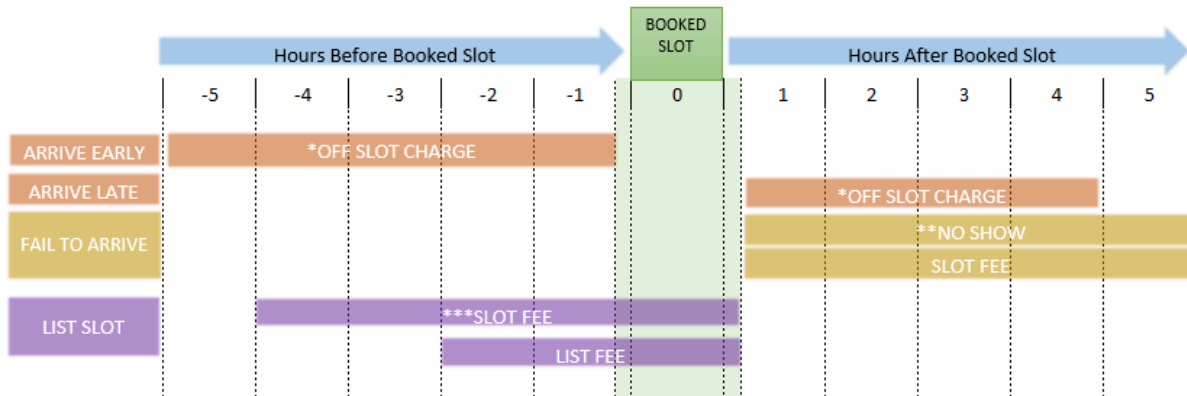 BOOKED
SLOT
Hours Before Booked Slot
Hours After Booked Slot
-5 -4 -3 -2 -1 0 1 2 3 4 5
ARRIVE EARLY *OFF SLOT CHARGE
ARRIVE LATE *OFF SLOT CHARGE
FAIL TO ARRIVE
**NO SHOW
SLOT FEE
LIST SLOT
***SLOT FEE
LIST FEE